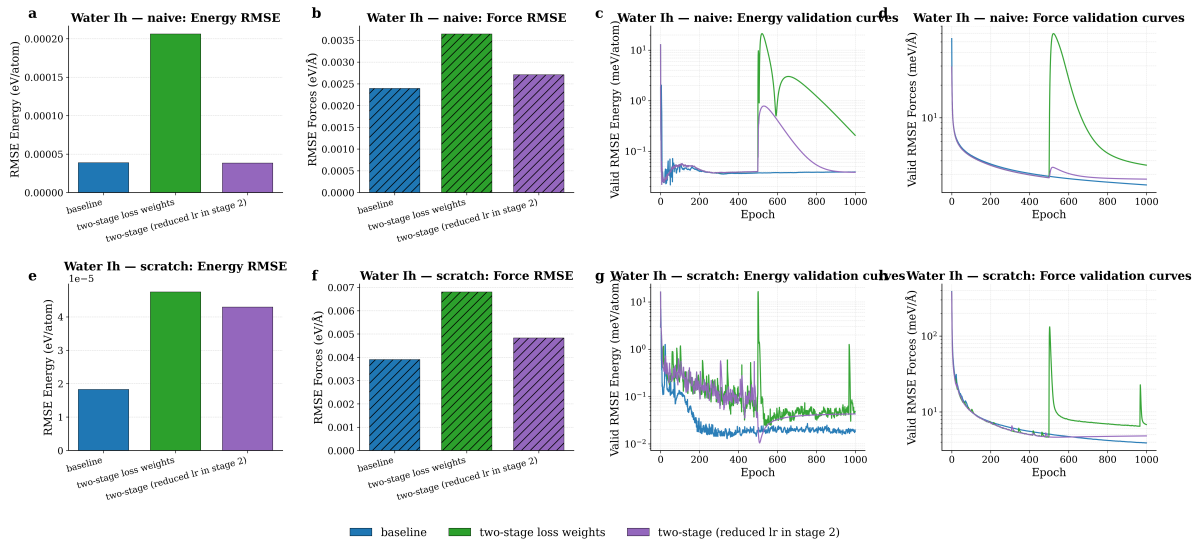 a
Water Ih — naive: Energy RMSE
RMSE Energy (eV/atom)
0.00020
0.00015
0.00010
0.00005
0.00000
baseline
two-stage loss weights
two-stage (reduced lr in stage 2)
b
Water Ih — naive: Force RMSE
RMSE Forces (eV/Å)
0.0035
0.0030
0.0025
0.0020
0.0015
0.0010
0.0005
0.0000
baseline
two-stage loss weights
two-stage (reduced lr in stage 2)
c
Water Ih — naive: Energy validation curves
Valid RMSE Energy (meV/atom)
10¹
10⁰
10⁻¹
0 200 400 600 800 1000
Epoch
d
Water Ih — naive: Force validation curves
Valid RMSE Forces (meV/Å)
10¹
0 200 400 600 800 1000
Epoch
e
Water Ih — scratch: Energy RMSE
1e−5
RMSE Energy (eV/atom)
4
3
2
1
0
baseline
two-stage loss weights
two-stage (reduced lr in stage 2)
f
Water Ih — scratch: Force RMSE
RMSE Forces (eV/Å)
0.007
0.006
0.005
0.004
0.003
0.002
0.001
0.000
baseline
two-stage loss weights
two-stage (reduced lr in stage 2)
g
Water Ih — scratch: Energy validation curves
Valid RMSE Energy (meV/atom)
10¹
10⁰
10⁻¹
10⁻²
0 200 400 600 800 1000
Epoch
h
Water Ih — scratch: Force validation curves
Valid RMSE Forces (meV/Å)
10²
10¹
0 200 400 600 800 1000
Epoch
baseline
two-stage loss weights
two-stage (reduced lr in stage 2)